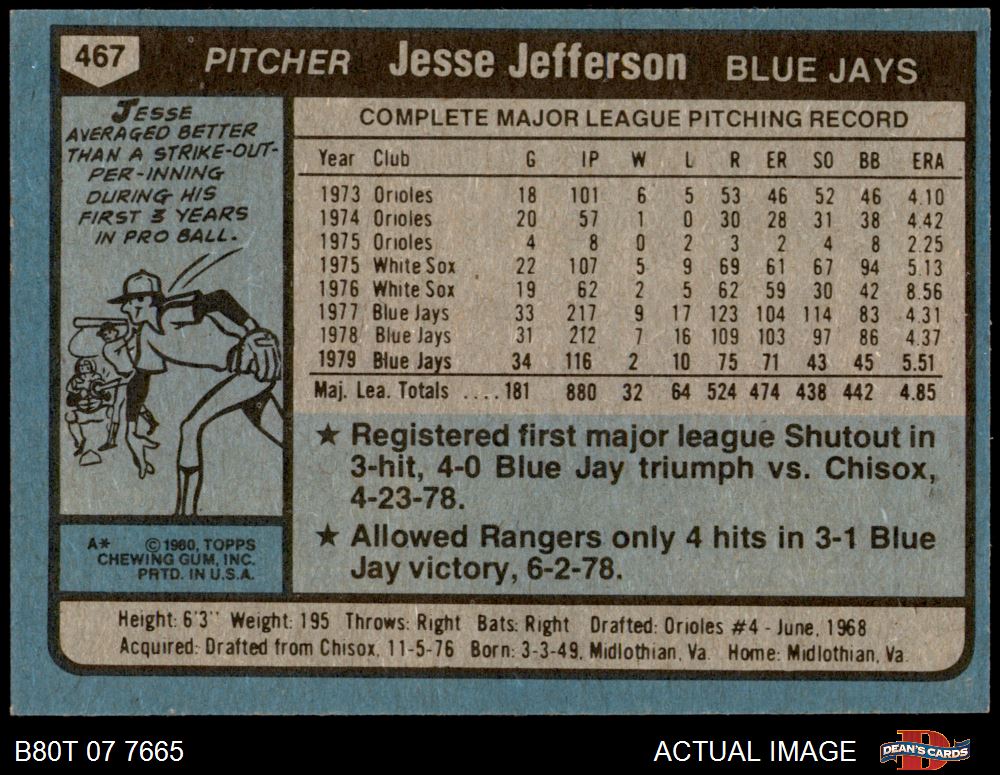 467 PITCHER Jesse Jefferson BLUE JAYS
JESSE
AVERAGED BETTER
THAN A STRIKE-OUT-
PER-INNING
DURING HIS
FIRST 3 YEARS
IN PRO BALL.
COMPLETE MAJOR LEAGUE PITCHING RECORD
Year Club G IP W L R ER SO BB ERA
1973 Orioles 18 101 6 5 53 46 52 46 4.10
1974 Orioles 20 57 1 0 30 28 31 38 4.42
1975 Orioles 4 8 0 2 3 2 4 8 2.25
1975 White Sox 22 107 5 9 69 61 67 94 5.13
1976 White Sox 19 62 2 5 62 59 30 42 8.56
1977 Blue Jays 33 217 9 17 123 104 114 83 4.31
1978 Blue Jays 31 212 7 16 109 103 97 86 4.37
1979 Blue Jays 34 116 2 10 75 71 43 45 5.51
Maj. Lea. Totals ....181 880 32 64 524 474 438 442 4.85
★ Registered first major league Shutout in
3-hit, 4-0 Blue Jay triumph vs. Chisox,
4-23-78.
★ Allowed Rangers only 4 hits in 3-1 Blue
Jay victory, 6-2-78.
A* © 1980, TOPPS
CHEWING GUM, INC.
PRTD. IN U.S.A.
Height: 6'3" Weight: 195 Throws: Right Bats: Right Drafted: Orioles #4 - June, 1968
Acquired: Drafted from Chisox, 11-5-76 Born: 3-3-49, Midlothian, Va. Home: Midlothian, Va.
B80T 07 7665 ACTUAL IMAGE DEAN'S CARDS